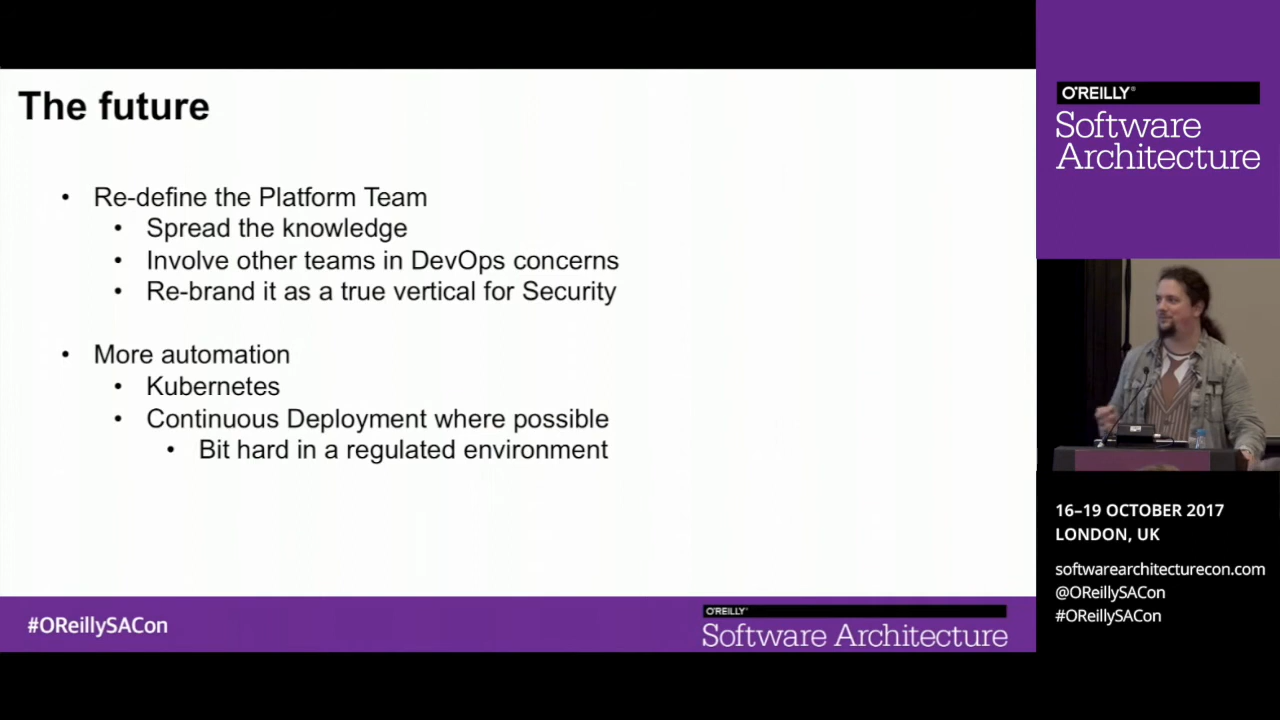 The future
• Re-define the Platform Team
• Spread the knowledge
• Involve other teams in DevOps concerns
• Re-brand it as a true vertical for Security
• More automation
• Kubernetes
• Continuous Deployment where possible
• Bit hard in a regulated environment
#OReillySACon
O'REILLY®
Software Architecture
O'REILLY®
Software
Architecture
16–19 OCTOBER 2017
LONDON, UK
softwarearchitecturecon.com
@OReillySACon
#OReillySACon